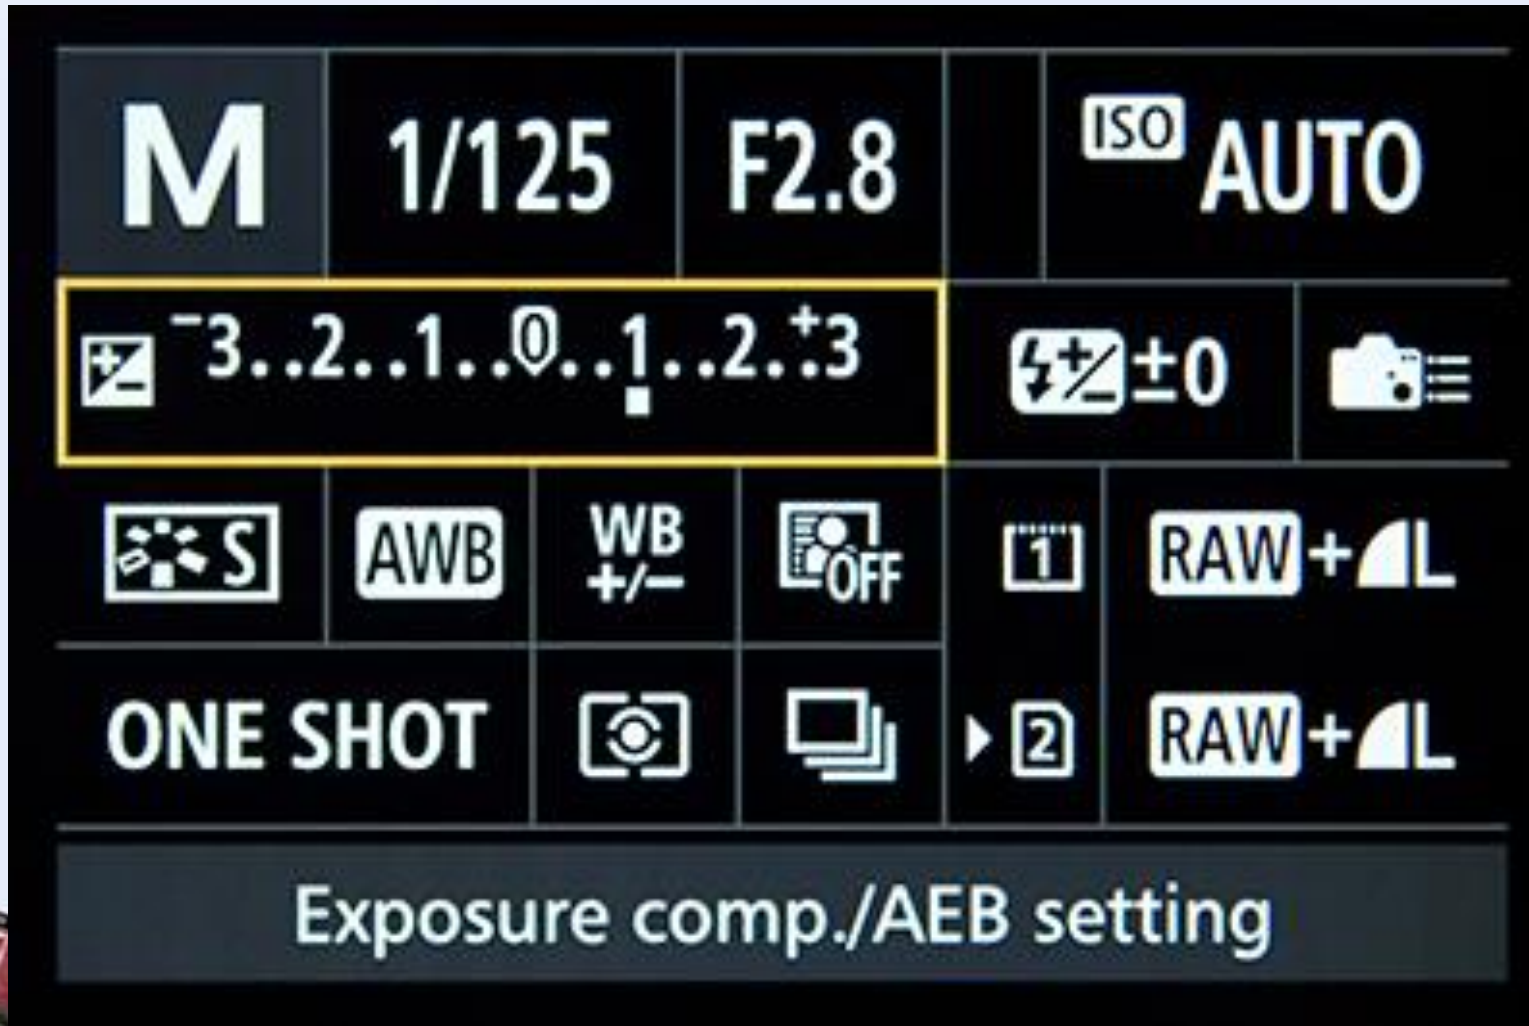 M 1/125 F2.8 ISO AUTO
-3..2..1..0..1..2..+3 ±0
S AWB WB +/- OFF 1 RAW+L
ONE SHOT 2 RAW+L
Exposure comp./AEB setting